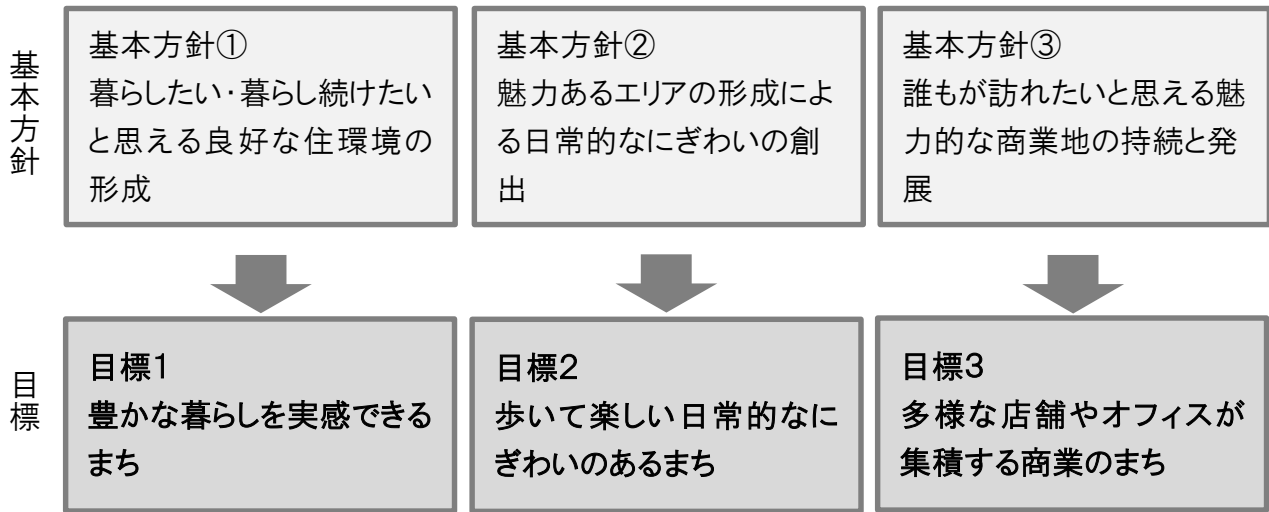 基本方針
基本方針①
暮らしたい・暮らし続けたい
と思える良好な住環境の
形成
基本方針②
魅力あるエリアの形成によ
る日常的なにぎわいの創
出
基本方針③
誰もが訪れたいと思える魅
力的な商業地の持続と発
展
目標
目標1
豊かな暮らしを実感できる
まち
目標2
歩いて楽しい日常的なに
ぎわいのあるまち
目標3
多様な店舗やオフィスが
集積する商業のまち